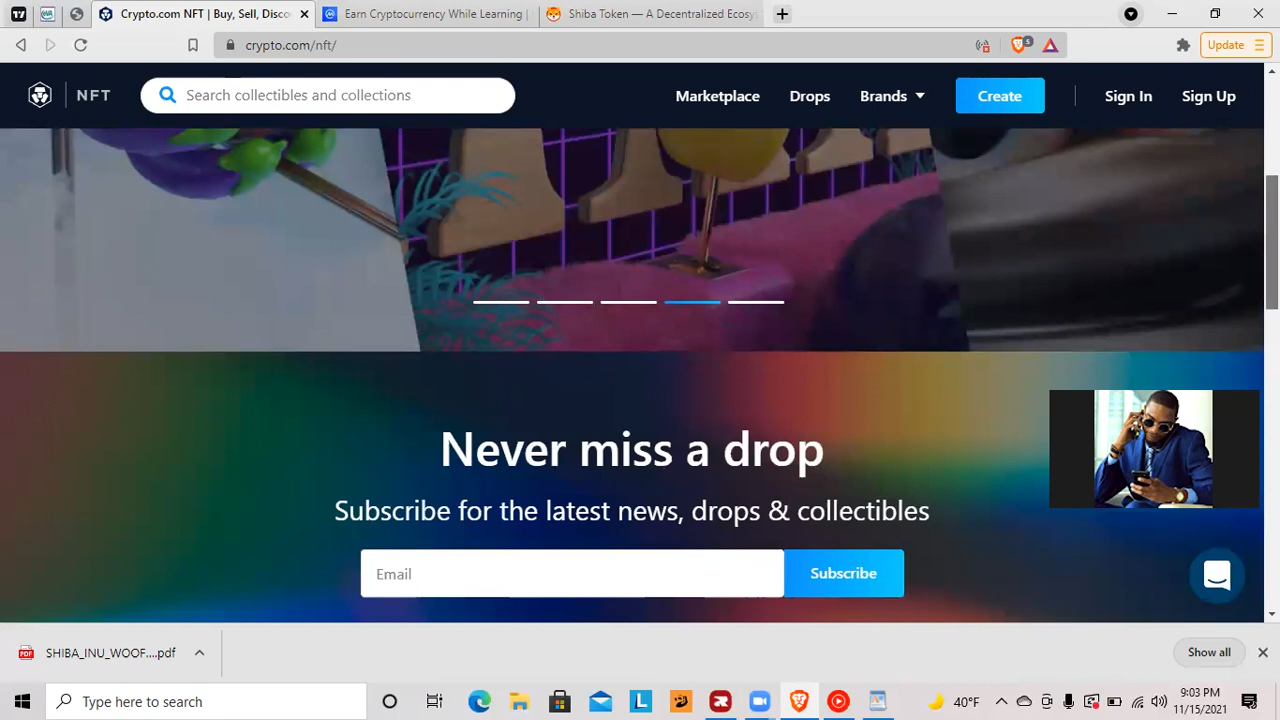 Crypto.com NFT | Buy, Sell, Disco
Earn Cryptocurrency While Learning |
Shiba Token — A Decentralized Ecosy
crypto.com/nft/
5
Update
NFT
Search collectibles and collections
Marketplace
Drops
Brands
Create
Sign In
Sign Up
Never miss a drop
Subscribe for the latest news, drops & collectibles
Email
Subscribe
PDF
SHIBA_INU_WOOF....pdf
Show all
Type here to search
L
40°F
9:03 PM
11/15/2021